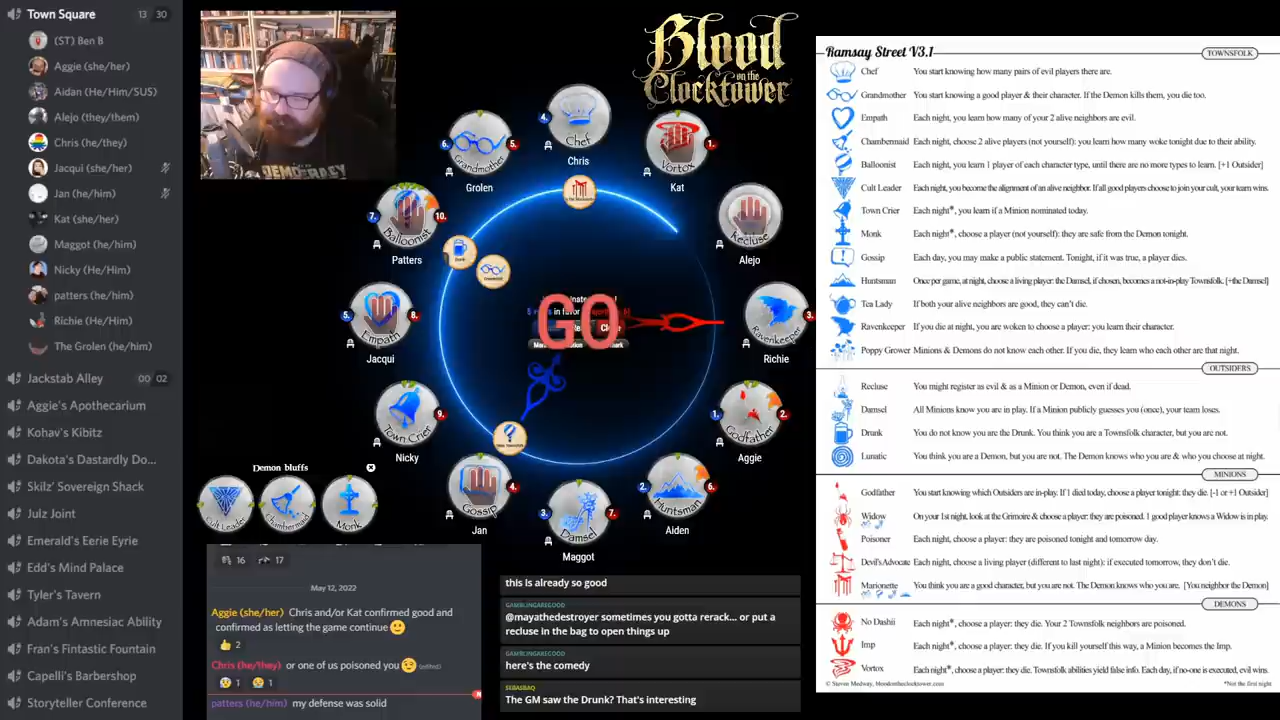 Town Square 13 30
(ST) Ben B
Aggie (she/her)
Aidan (He/Him/SUS)
Alejo (they/them)
Chris (he/they)
Jacqui (she/her)
Jan (he/him)
Kat (she/her)
Maggot (he/him)
Nicky (He/Him)
patters (he/him)
Richie (He/Him)
The Grolen (he/him)
Jackstab Alley 00 02
Aggie's Apothecarium
Kohav's Kibitz
Dakota's Dastardly Do...
Skilz' Sovereign Shack
Julz Joint
Emerald's Eerie Eyrie
Edd's Mind Palace
Tyler's Tavern
Adam's Amnesiac Ability
Fran's Fintastic Fountain
Carelli's Barbershop
Storyteller Conference
Blood
on the
Clocktower
Chef
Chris
Grandmother
Grolen
Vortox
Kat
Balloonist
Patters
Recluse
Alejo
Empath
Jacqui
Ravenkeeper
Richie
Nicky
Godfather
Aggie
Gossip
Jan
Damsel
Maggot
Huntsman
Aiden
GO
Demon bluffs
Cult Leader
Chambermaid
Monk
16 17
May 12, 2022
Aggie (she/her) Chris and/or Kat confirmed good and
confirmed as letting the game continue 🙂
👍 2
Chris (he/they) or one of us poisoned you 😉 (edited)
1 1
patters (he/him) my defense was solid
this is already so good
GAMBLINGAREGOOD
@mayathedestroyer sometimes you gotta rerack... or put a
recluse in the bag to open things up
GAMBLINGAREGOOD
here's the comedy
The GM saw the Drunk? That's interesting
Ramsay Street V3.1
TOWNSFOLK
Chef You start knowing how many pairs of evil players there are.
Grandmother You start knowing a good player & their character. If the Demon kills them, you die too.
Empath Each night, you learn how many of your 2 alive neighbors are evil.
Chambermaid Each night, choose 2 alive players (not yourself): you learn how many woke tonight due to their ability.
Balloonist Each night, you learn 1 player of each character type, until there are no more types to learn. [+1 Outsider]
Cult Leader Each night, you become the alignment of an alive neighbor. If all good players choose to join your cult, your team wins.
Town Crier Each night*, you learn if a Minion nominated today.
Monk Each night*, choose a player (not yourself): they are safe from the Demon tonight.
Gossip Each day, you may make a public statement. Tonight, if it was true, a player dies.
Huntsman Once per game, at night, choose a living player: the Damsel, if chosen, becomes a not-in-play Townsfolk. [+the Damsel]
Tea Lady If both your alive neighbors are good, they can't die.
Ravenkeeper If you die at night, you are woken to choose a player: you learn their character.
Poppy Grower Minions & Demons do not know each other. If you die, they learn who each other are that night.
OUTSIDERS
Recluse You might register as evil & as a Minion or Demon, even if dead.
Damsel All Minions know you are in play. If a Minion publicly guesses you (once), your team loses.
Drunk You do not know you are the Drunk. You think you are a Townsfolk character, but you are not.
Lunatic You think you are a Demon, but you are not. The Demon knows who you are & who you choose at night.
MINIONS
Godfather You start knowing which Outsiders are in-play. If 1 died today, choose a player tonight: they die. [-1 or +1 Outsider]
Widow On your 1st night, look at the Grimoire & choose a player: they are poisoned. 1 good player knows a Widow is in play.
Poisoner Each night, choose a player: they are poisoned tonight and tomorrow day.
Devil's Advocate Each night, choose a living player (different to last night): if executed tomorrow, they don't die.
Marionette You think you are a good character, but you are not. The Demon knows who you are. [You neighbor the Demon]
DEMONS
No Dashii Each night*, choose a player: they die. Your 2 Townsfolk neighbors are poisoned.
Imp Each night*, choose a player: they die. If you kill yourself this way, a Minion becomes the Imp.
Vortox Each night*, choose a player: they die. Townsfolk abilities yield false info. Each day, if no-one is executed, evil wins.
© Steven Medway, bloodontheclocktower.com *Not the first night